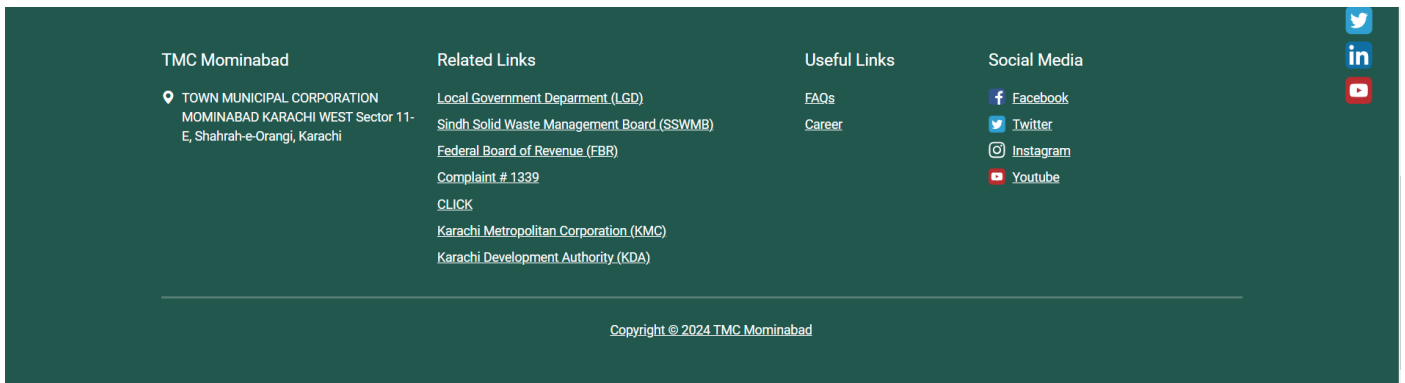 TMC Mominabad
TOWN MUNICIPAL CORPORATION
MOMINABAD KARACHI WEST Sector 11-
E, Shahrah-e-Orangi, Karachi
Related Links
Local Government Deparment (LGD)
Sindh Solid Waste Management Board (SSWMB)
Federal Board of Revenue (FBR)
Complaint # 1339
CLICK
Karachi Metropolitan Corporation (KMC)
Karachi Development Authority (KDA)
Useful Links
FAQs
Career
Social Media
Facebook
Twitter
Instagram
Youtube
in
Copyright © 2024 TMC Mominabad